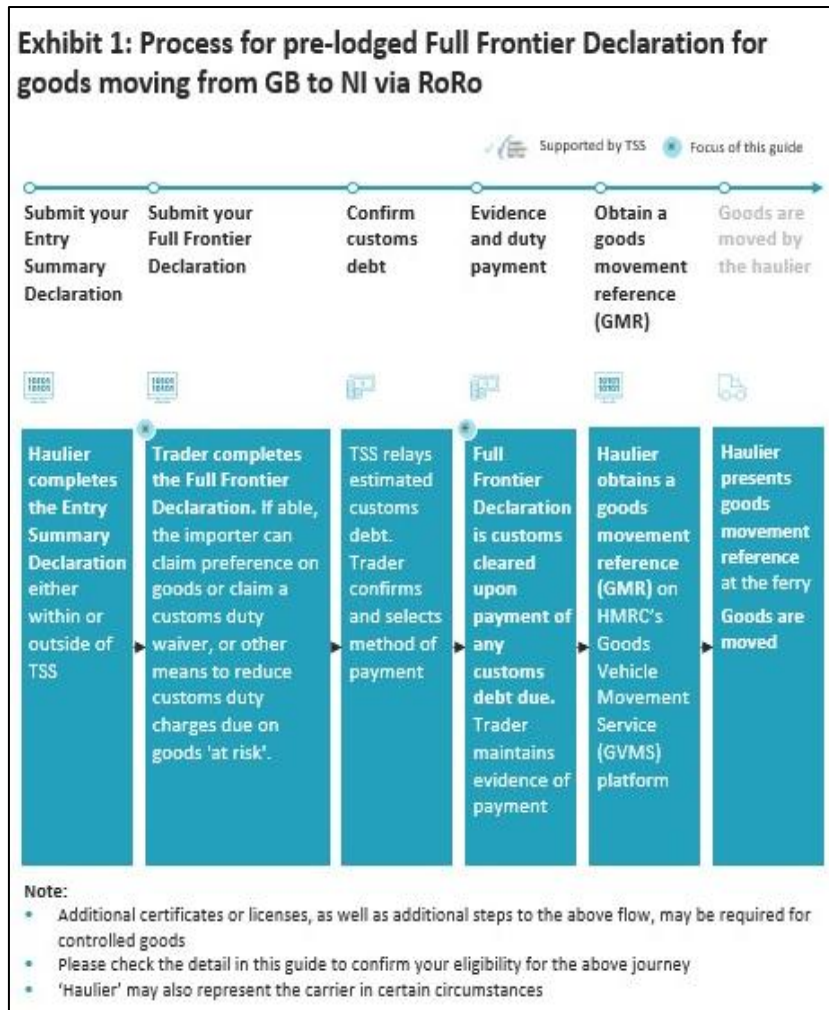 Exhibit 1: Process for pre-lodged Full Frontier Declaration for
goods moving from GB to NI via RoRo
Supported by TSS
Focus of this guide
Submit your
Entry
Summary
Declaration
Submit your
Full Frontier
Declaration
Confirm
customs
debt
Evidence
and duty
payment
Obtain a
goods
movement
reference
(GMR)
Goods are
moved by
the haulier
Haulier
completes
the Entry
Summary
Declaration
either
within or
outside of
TSS
Trader completes
the Full Frontier
Declaration. If able,
the importer can
claim preference on
goods or claim a
customs duty
waiver, or other
means to reduce
customs duty
charges due on
goods 'at risk'.
TSS relays
estimated
customs
debt.
Trader
confirms
and selects
method of
payment
Full
Frontier
Declaration
is customs
cleared
upon
payment of
any
customs
debt due.
Trader
maintains
evidence of
payment
Haulier
obtains a
goods
movement
reference
(GMR) on
HMRC's
Goods
Vehicle
Movement
Service
(GVMS)
platform
Haulier
presents
goods
movement
reference
at the ferry
Goods are
moved
Note:
• Additional certificates or licenses, as well as additional steps to the above flow, may be required for
controlled goods
• Please check the detail in this guide to confirm your eligibility for the above journey
• 'Haulier' may also represent the carrier in certain circumstances